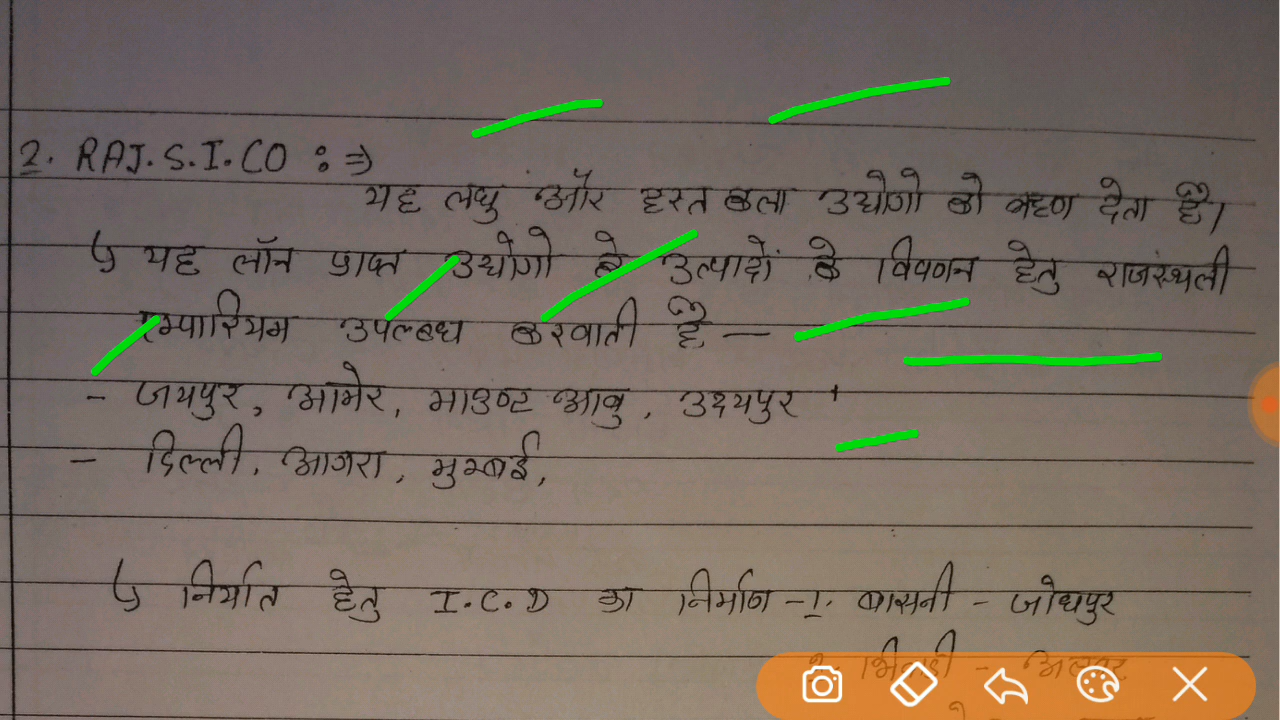 2. RAJ.S.I.CO :⇒
यह लघु और हस्त कला उद्योगो को ऋण देता है।
↳ यह लॉन प्राप्त उद्योगो के उत्पादों के विपणन हेतु राजस्थली
एम्पोरियम उपलब्ध करवाती है —
- जयपुर, आमेर, माउण्ट आबु, उदयपुर
- दिल्ली, आगरा, मुम्बई,
↳ निर्यात हेतु I.C.D का निर्माण -1. बासनी - जोधपुर